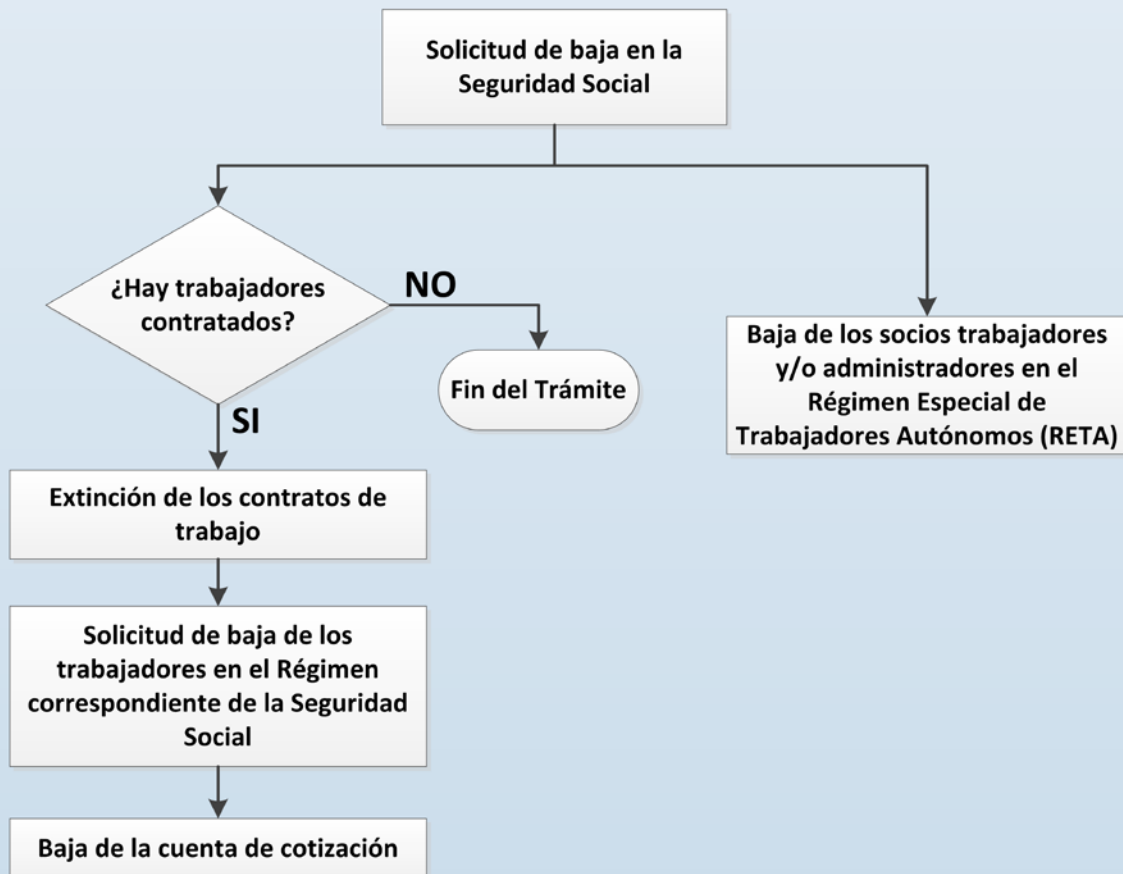 Solicitud de baja en la
Seguridad Social
¿Hay trabajadores
contratados?
NO
Fin del Trámite
Baja de los socios trabajadores
y/o administradores en el
Régimen Especial de
Trabajadores Autónomos (RETA)
SI
Extinción de los contratos de
trabajo
Solicitud de baja de los
trabajadores en el Régimen
correspondiente de la Seguridad
Social
Baja de la cuenta de cotización